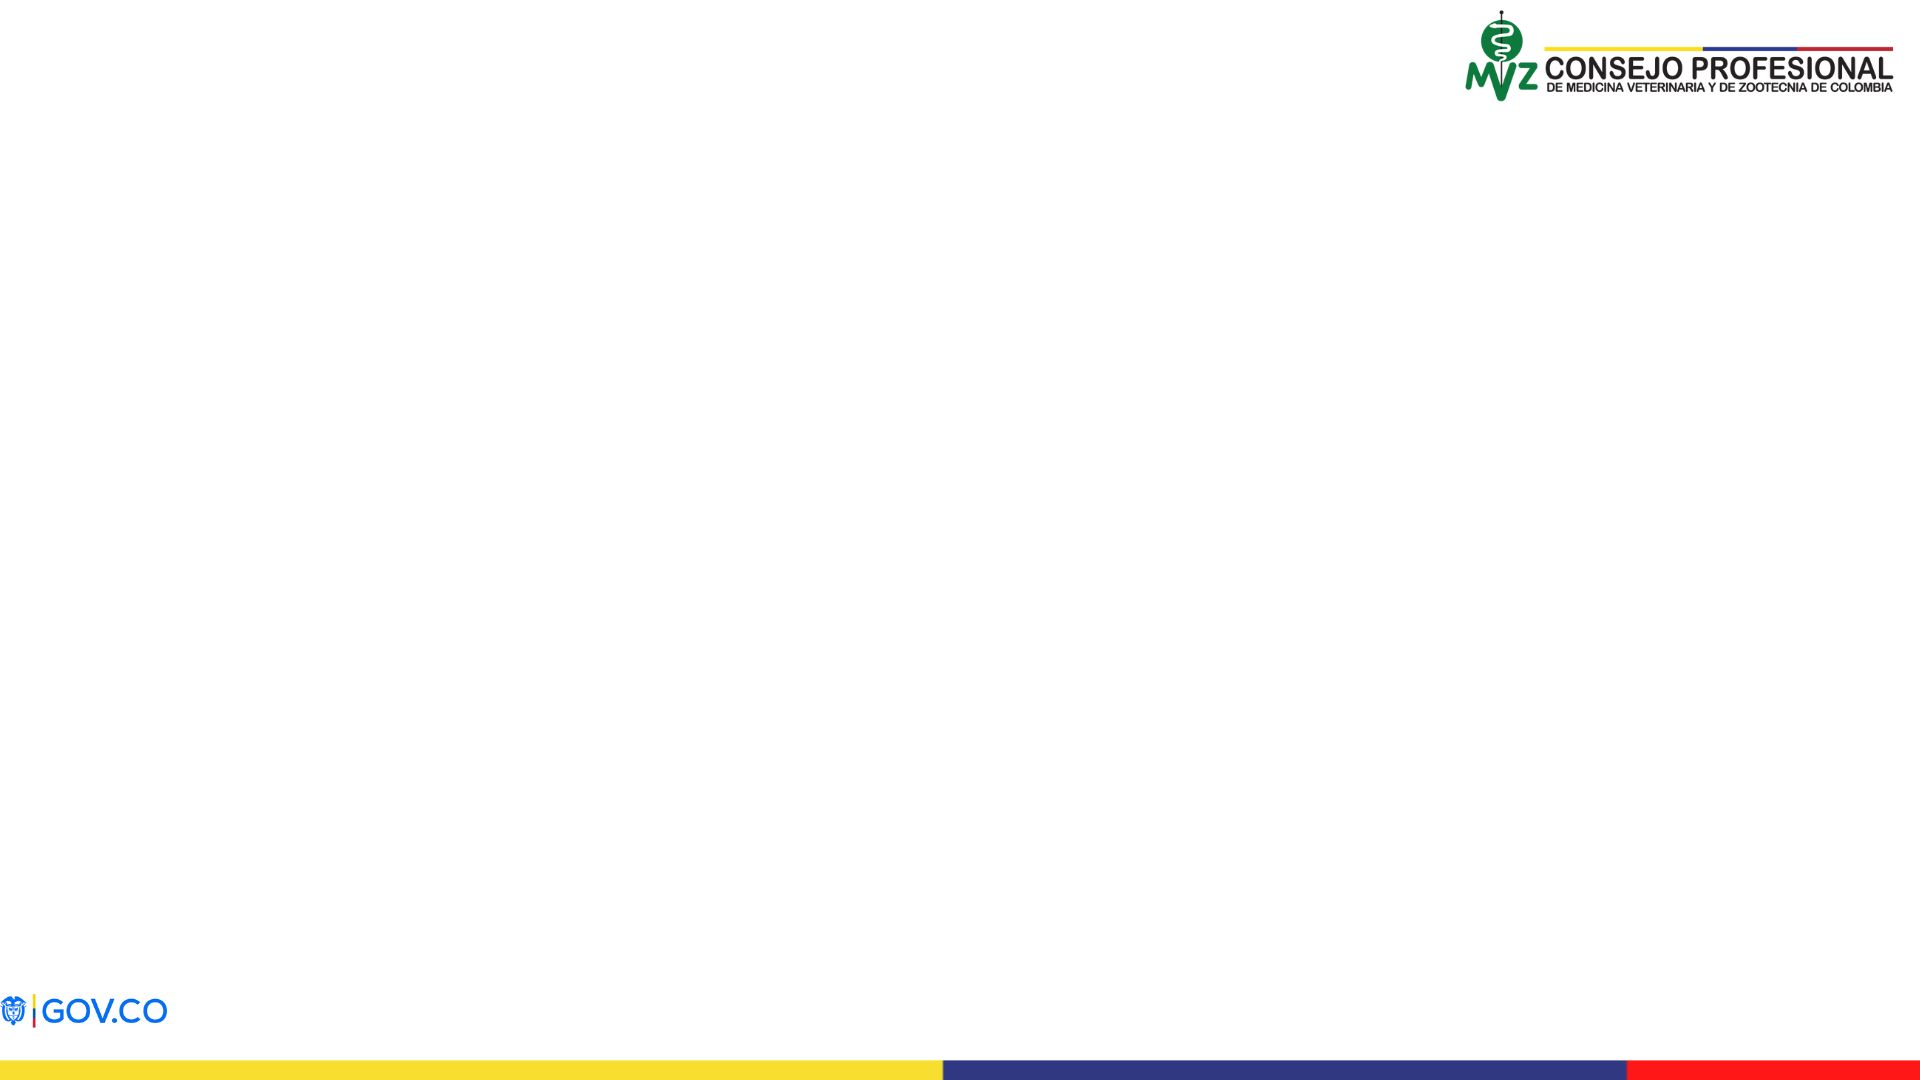 MVZ
CONSEJO PROFESIONAL
DE MEDICINA VETERINARIA Y DE ZOOTECNIA DE COLOMBIA
GOV.CO